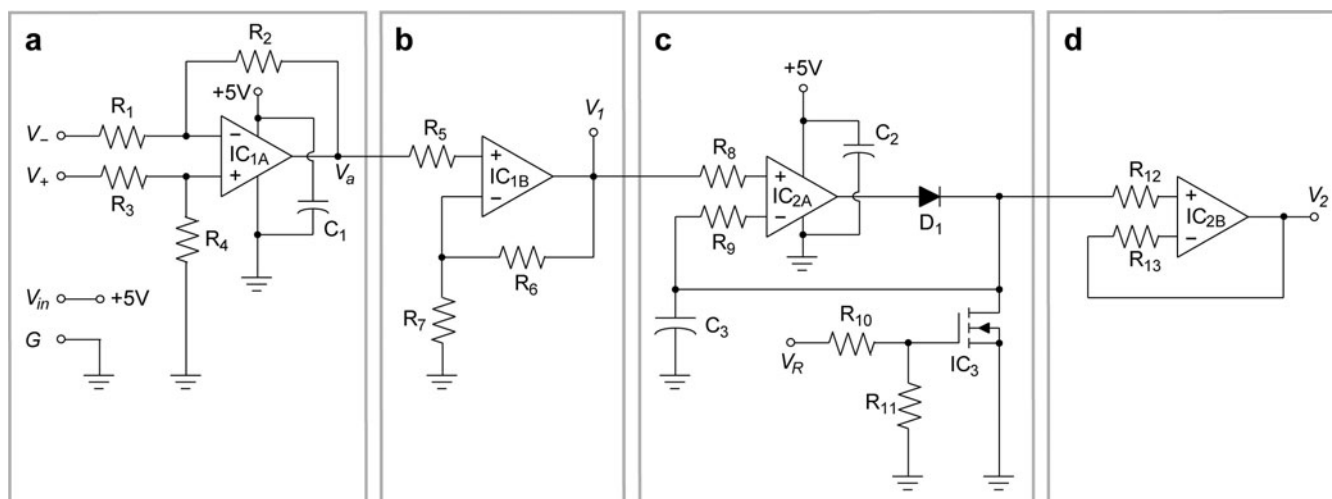 a
R2
+5V
R1
V−
−
IC1A
V+
+
Va
R3
C1
R4
Vin
+5V
G
b
V1
R5
+
IC1B
−
R6
R7
c
+5V
C2
R8
+
IC2A
−
R9
D1
C3
R10
VR
IC3
R11
d
R12
+
IC2B
V2
R13
−